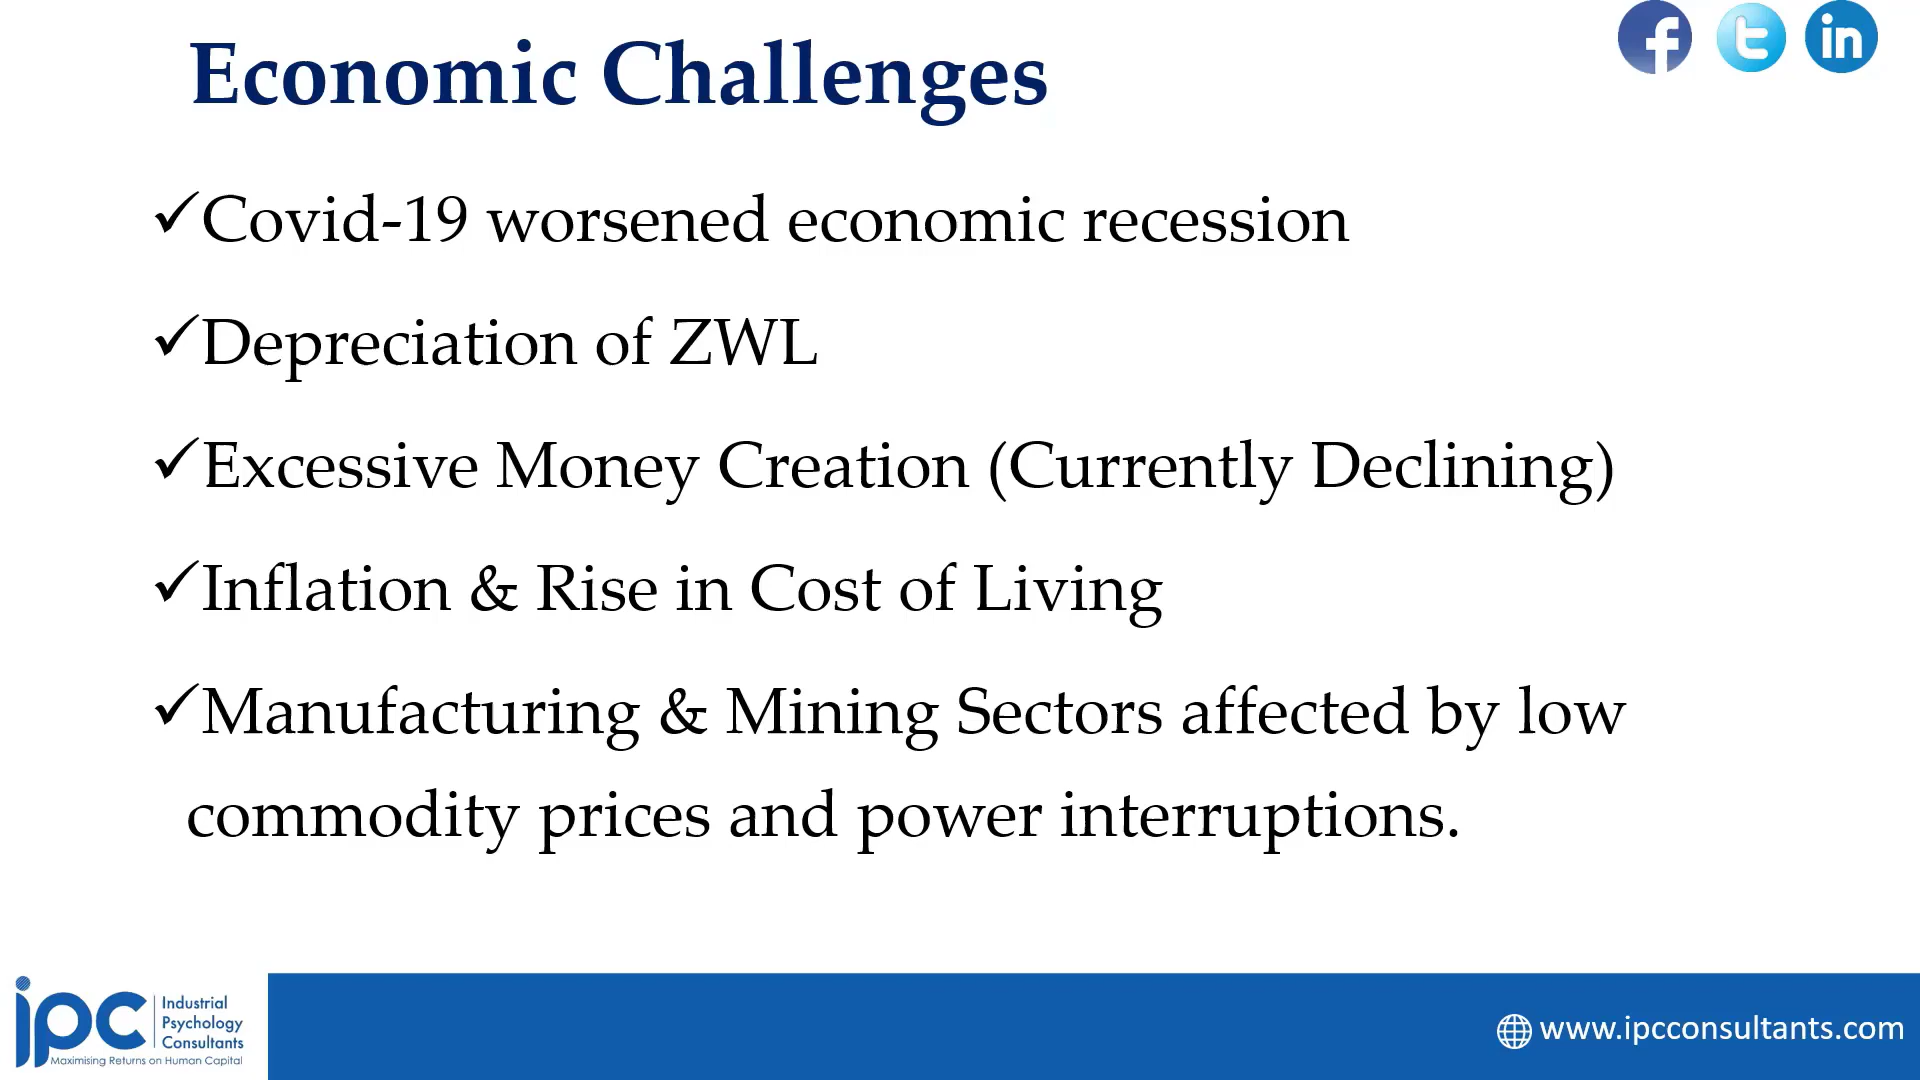 Economic Challenges
✓Covid-19 worsened economic recession
✓Depreciation of ZWL
✓Excessive Money Creation (Currently Declining)
✓Inflation & Rise in Cost of Living
✓Manufacturing & Mining Sectors affected by low
commodity prices and power interruptions.
ipc
Industrial
Psychology
Consultants
Maximising Returns on Human Capital
www.ipcconsultants.com